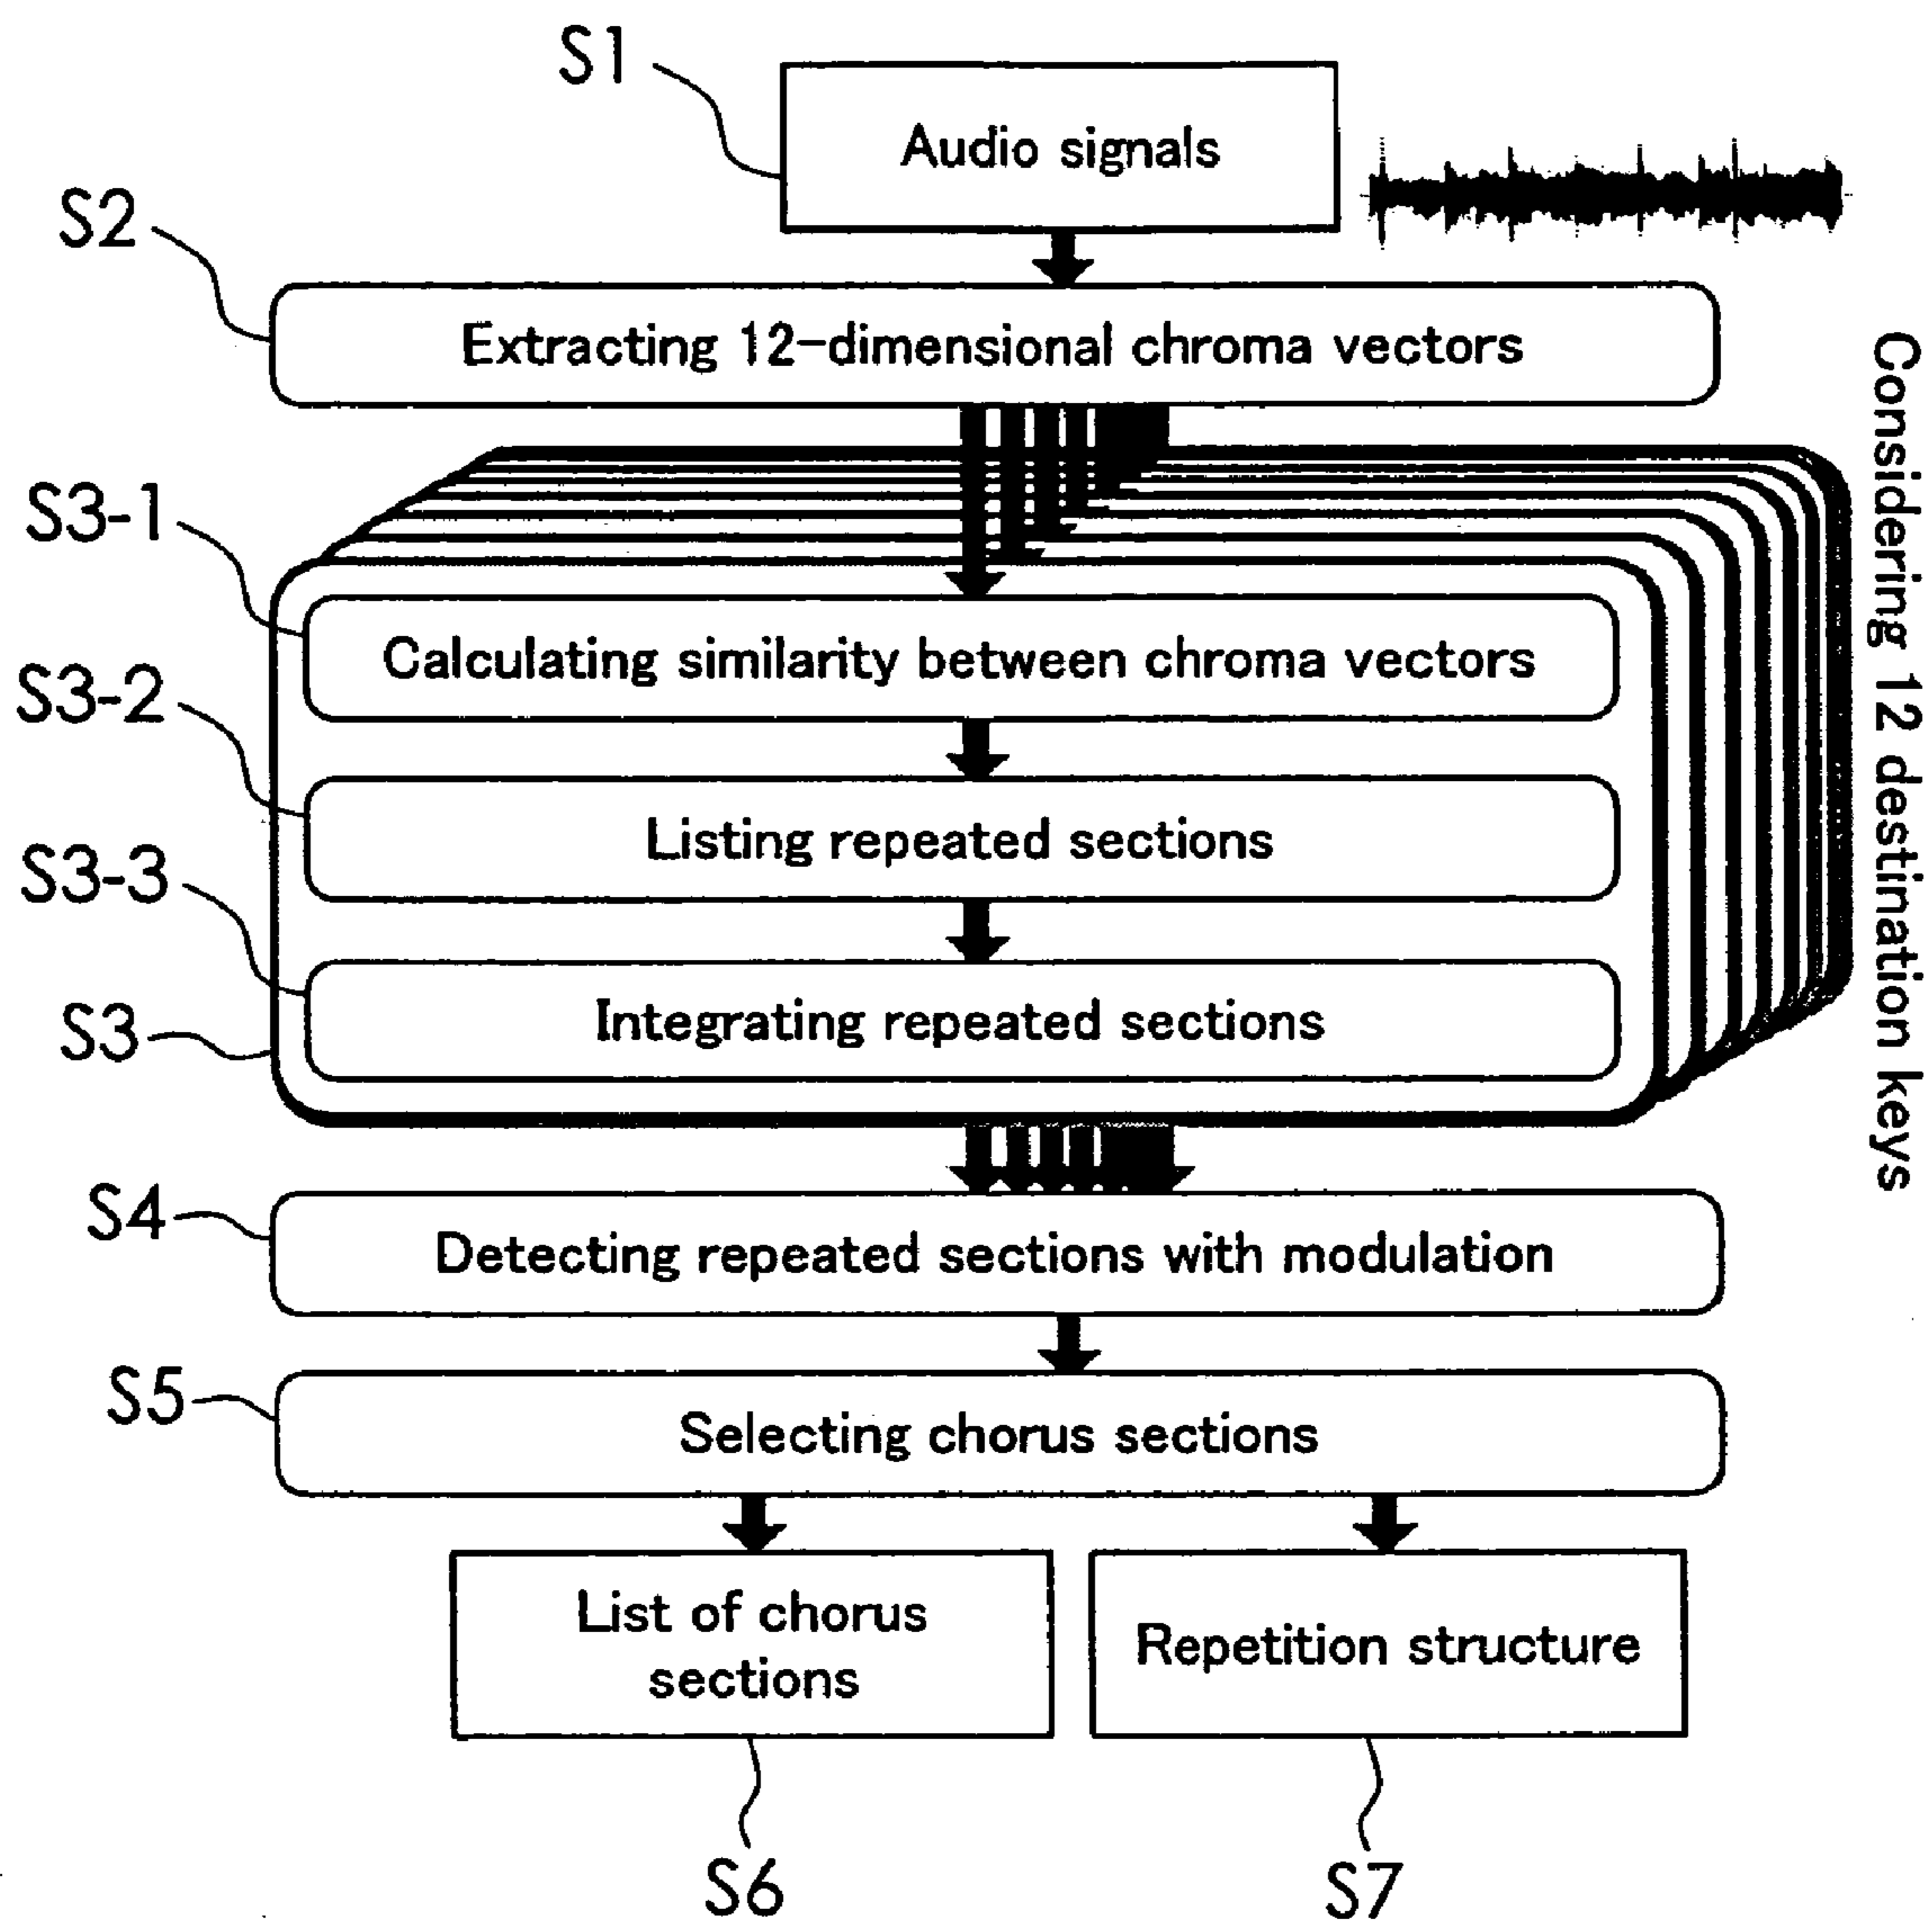 S1
Audio signals
S2
Extracting 12-dimensional chroma vectors
Considering 12 destination keys
S3-1
Calculating similarity between chroma vectors
S3-2
Listing repeated sections
S3-3
Integrating repeated sections
S3
S4
Detecting repeated sections with modulation
S5
Selecting chorus sections
List of chorus
sections
Repetition structure
S6
S7